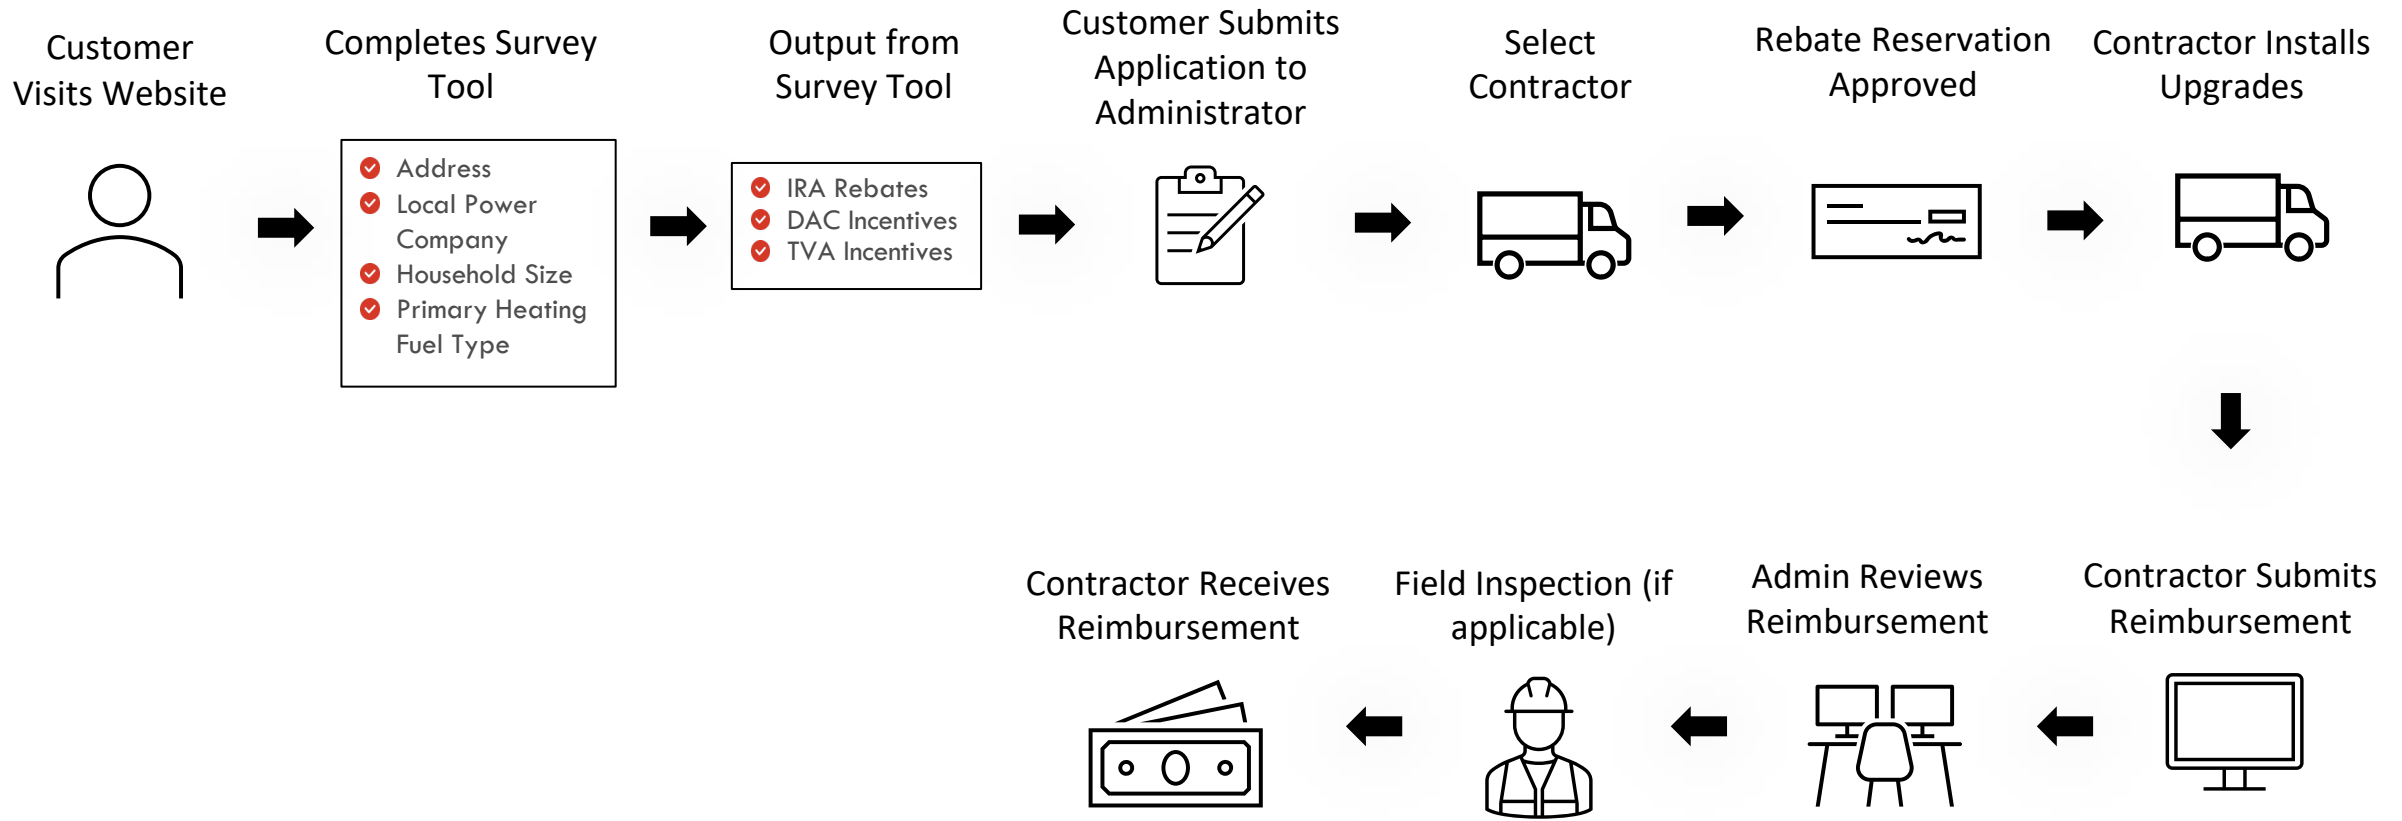 Customer
Visits Website
Completes Survey
Tool
Output from
Survey Tool
Customer Submits
Application to
Administrator
Select
Contractor
Rebate Reservation
Approved
Contractor Installs
Upgrades
Address
Local Power
Company
Household Size
Primary Heating
Fuel Type
IRA Rebates
DAC Incentives
TVA Incentives
Contractor Receives
Reimbursement
Field Inspection (if
applicable)
Admin Reviews
Reimbursement
Contractor Submits
Reimbursement